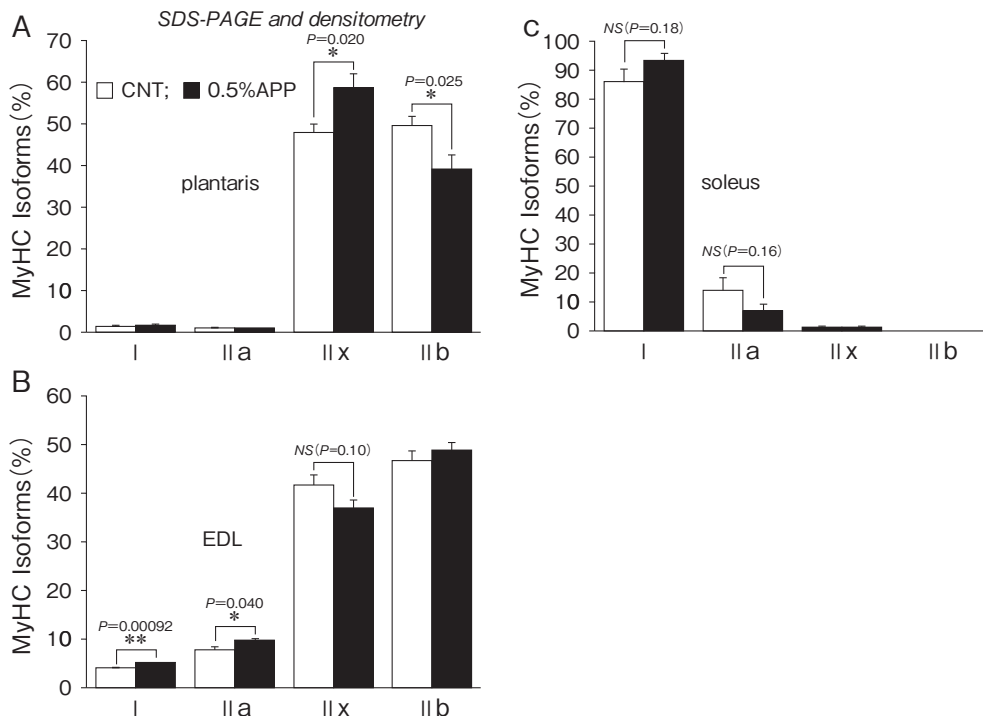 A
SDS-PAGE and densitometry
MyHC Isoforms(%)
70
60
50
40
30
20
10
0
CNT; 0.5%APP
P=0.020
*
P=0.025
*
plantaris
I IIa IIx IIb
B
MyHC Isoforms(%)
60
50
40
30
20
10
0
P=0.00092
**
P=0.040
*
NS(P=0.10)
EDL
I IIa IIx IIb
C
MyHC Isoforms(%)
100
90
80
70
60
50
40
30
20
10
0
NS(P=0.18)
soleus
NS(P=0.16)
I IIa IIx IIb